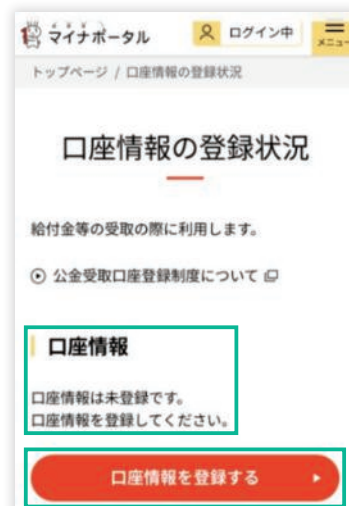 マイナポータル
ログイン中
メニュー
トップページ / 口座情報の登録状況
口座情報の登録状況
給付金等の受取の際に利用します。
公金受取口座登録制度について
口座情報
口座情報は未登録です。
口座情報を登録してください。
口座情報を登録する